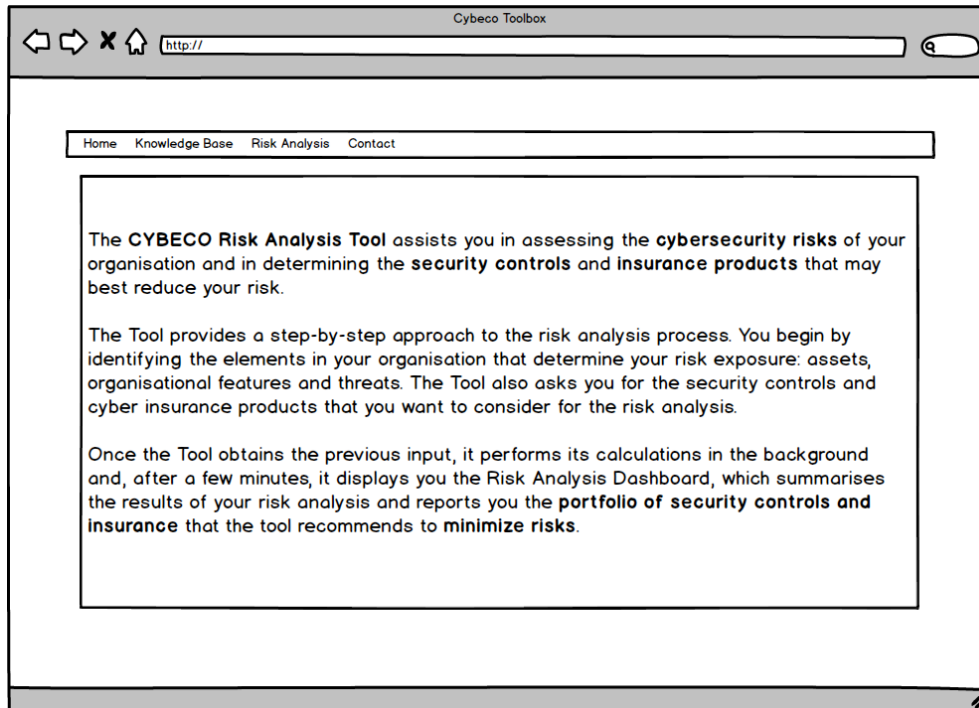 Cybeco Toolbox
http://
Home Knowledge Base Risk Analysis Contact
The CYBECO Risk Analysis Tool assists you in assessing the cybersecurity risks of your
organisation and in determining the security controls and insurance products that may
best reduce your risk.
The Tool provides a step-by-step approach to the risk analysis process. You begin by
identifying the elements in your organisation that determine your risk exposure: assets,
organisational features and threats. The Tool also asks you for the security controls and
cyber insurance products that you want to consider for the risk analysis.
Once the Tool obtains the previous input, it performs its calculations in the background
and, after a few minutes, it displays you the Risk Analysis Dashboard, which summarises
the results of your risk analysis and reports you the portfolio of security controls and
insurance that the tool recommends to minimize risks.